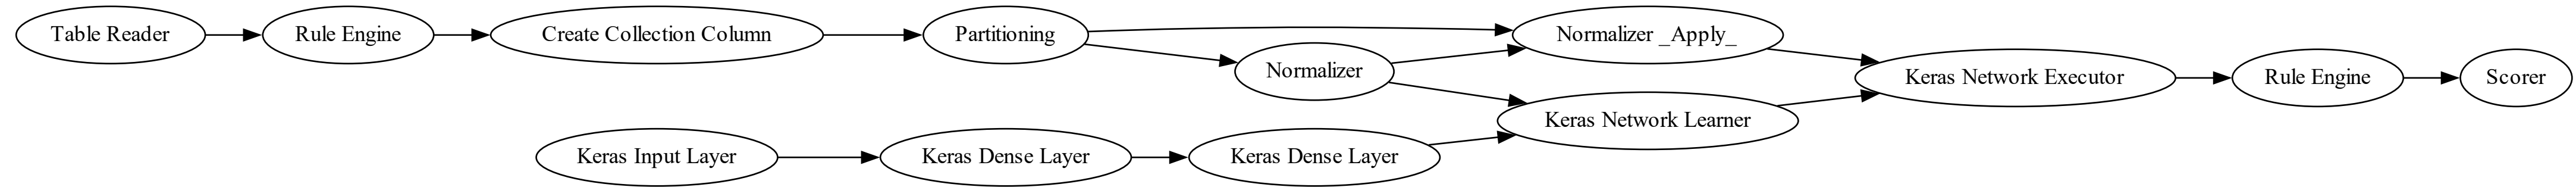 Table Reader
Rule Engine
Create Collection Column
Partitioning
Normalizer _Apply_
Normalizer
Keras Network Executor
Rule Engine
Scorer
Keras Network Learner
Keras Input Layer
Keras Dense Layer
Keras Dense Layer